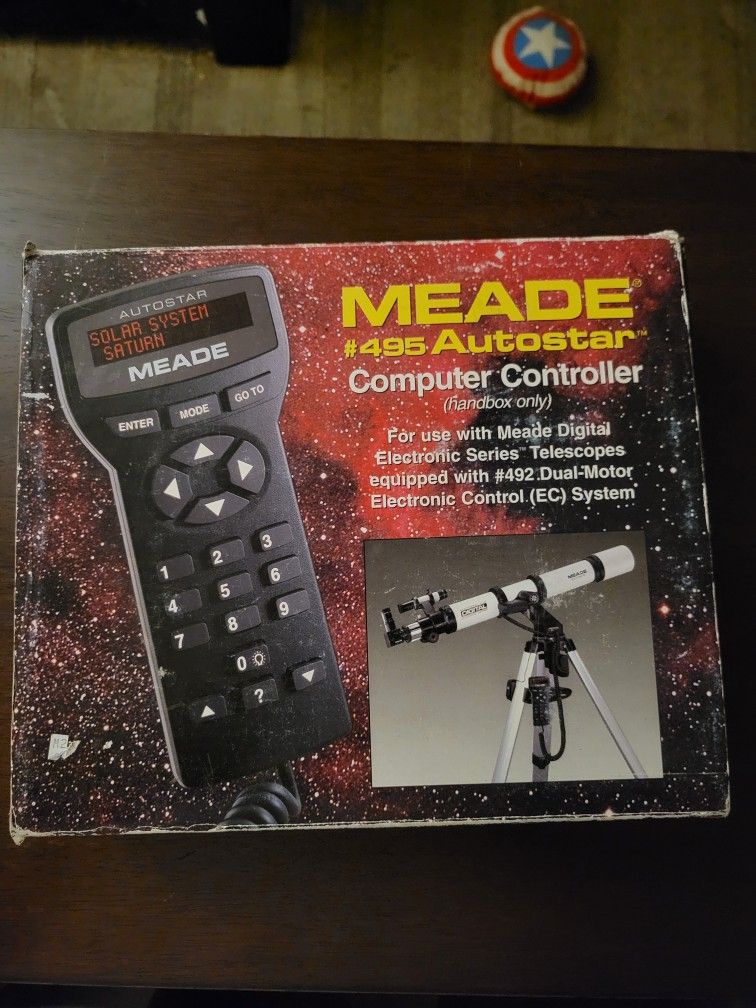 AUTOSTAR
SOLAR SYSTEM
SATURN
MEADE
ENTER MODE GO TO
1 2 3
4 5 6
7 8 9
0
?
MEADE®
#495 Autostar™
Computer Controller
(handbox only)
For use with Meade Digital
Electronic Series™ Telescopes
equipped with #492 Dual-Motor
Electronic Control (EC) System
MEADE
DIGITAL